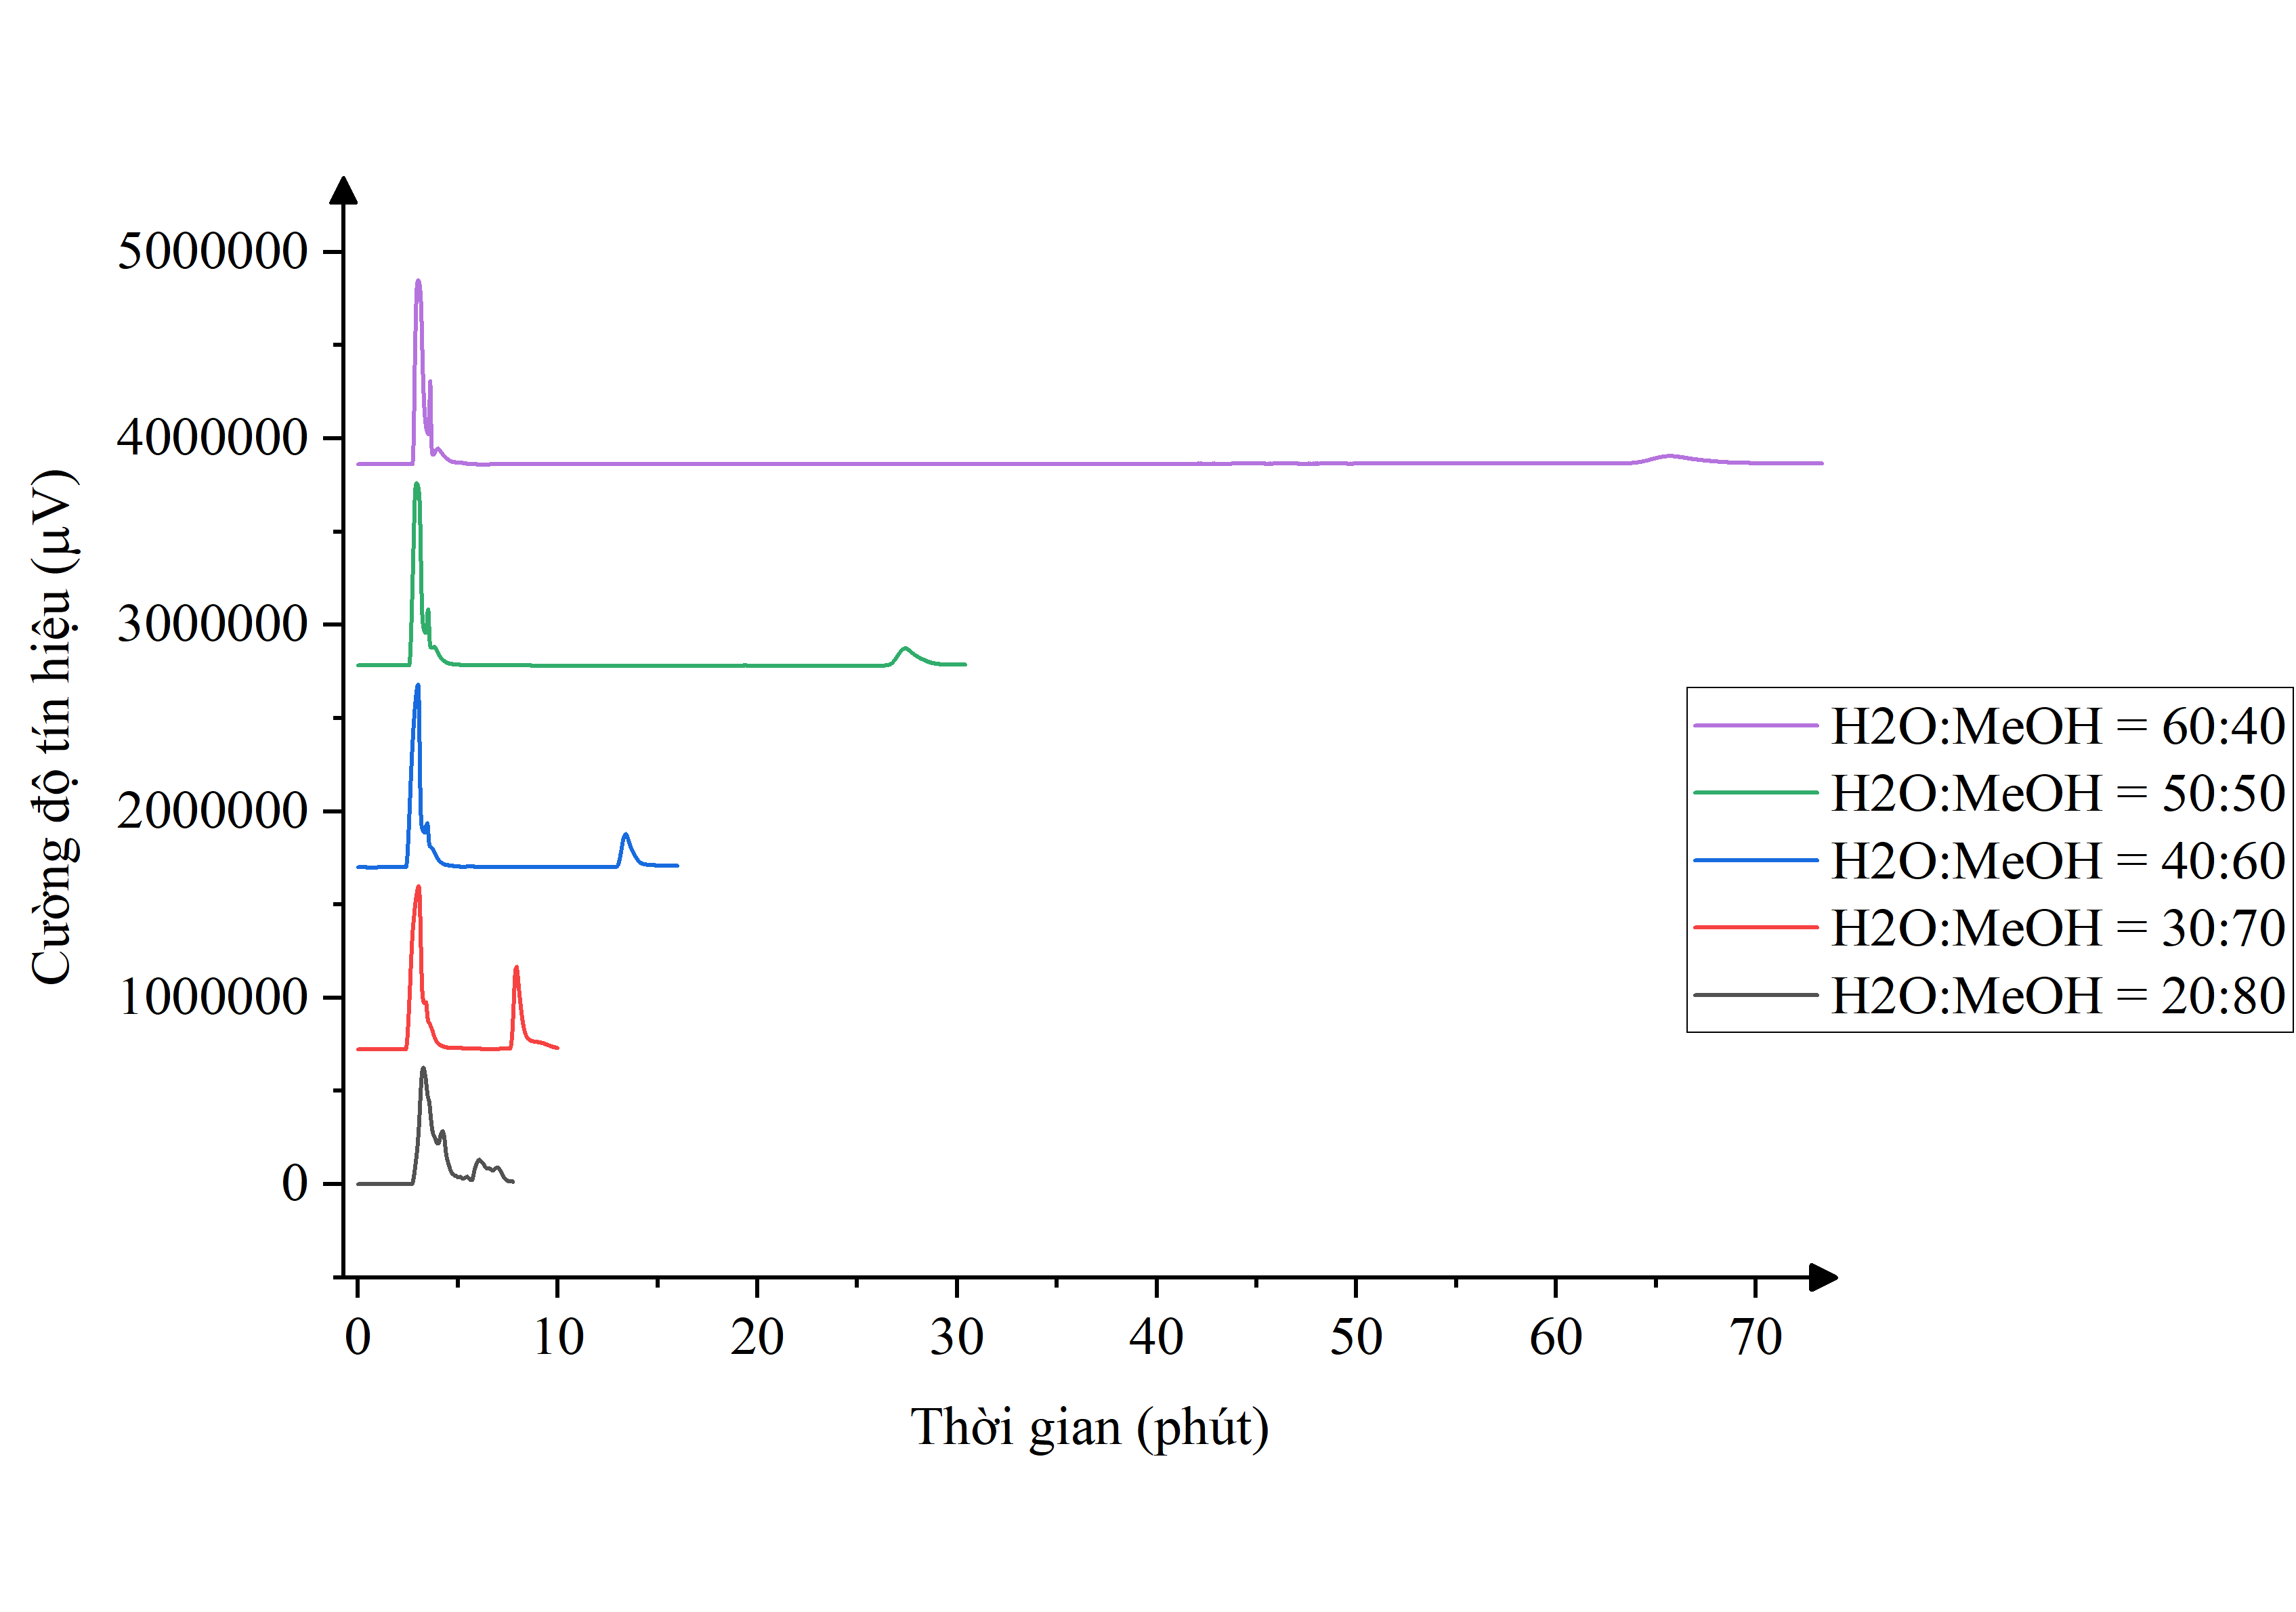 Cường độ tín hiệu (µV)
5000000
4000000
3000000
2000000
1000000
0
0 10 20 30 40 50 60 70
Thời gian (phút)
H2O:MeOH = 60:40
H2O:MeOH = 50:50
H2O:MeOH = 40:60
H2O:MeOH = 30:70
H2O:MeOH = 20:80